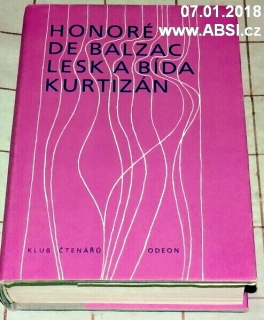 07.01.2018
www.ABSI.cz
HONORÉ
DE BALZAC
LESK A BÍDA
KURTIZÁN
KLUB ČTENÁŘŮ ODEON